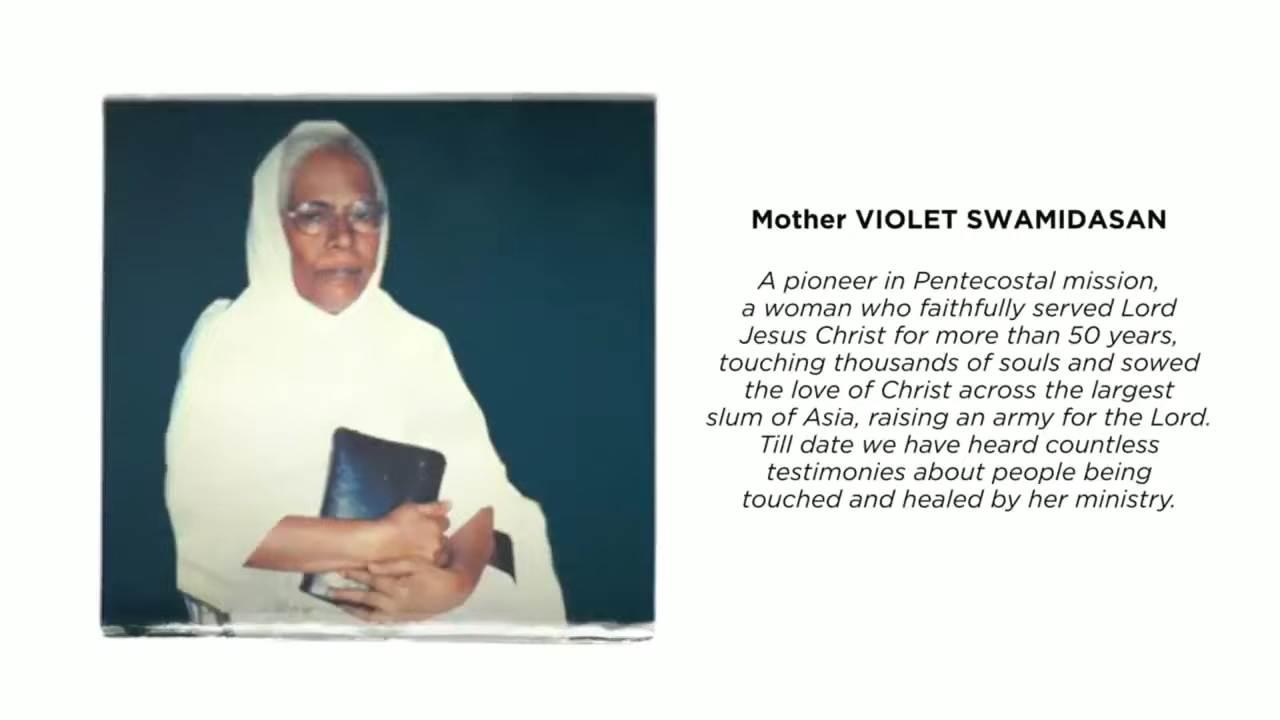 Mother VIOLET SWAMIDASAN
A pioneer in Pentecostal mission,
a woman who faithfully served Lord
Jesus Christ for more than 50 years,
touching thousands of souls and sowed
the love of Christ across the largest
slum of Asia, raising an army for the Lord.
Till date we have heard countless
testimonies about people being
touched and healed by her ministry.